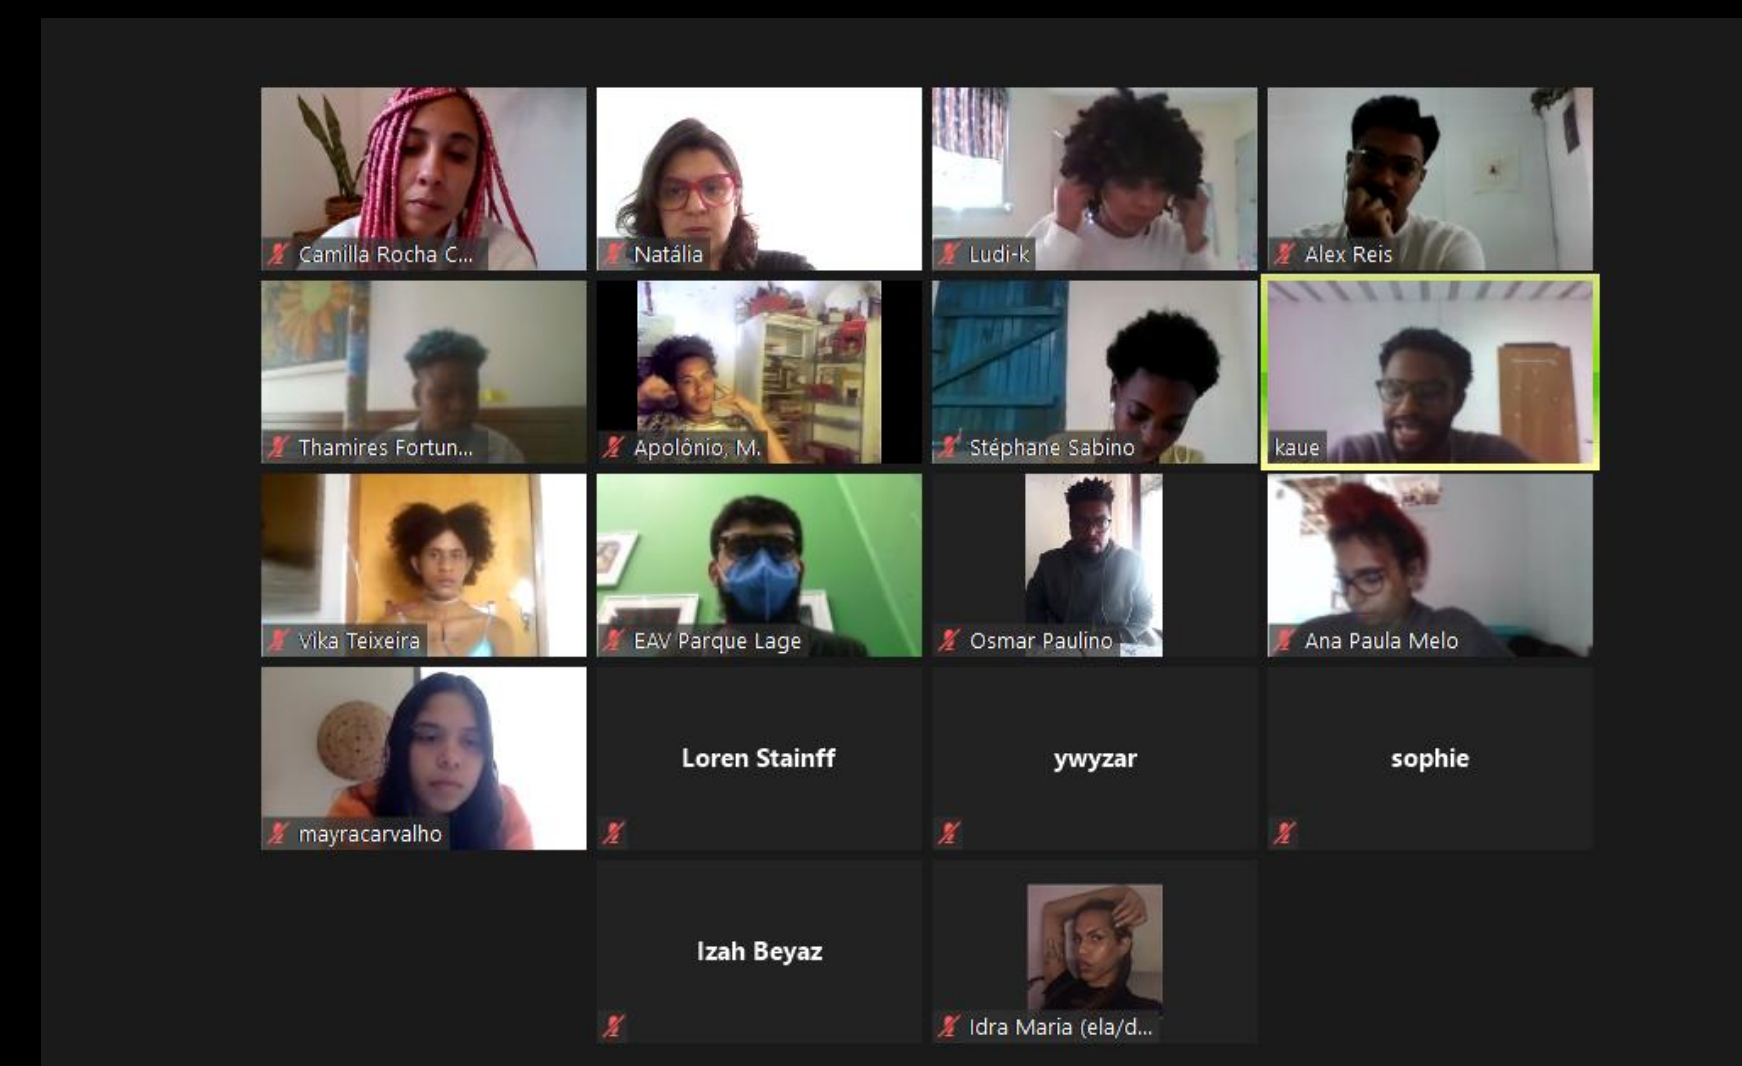 Camilla Rocha C...
Natália
Ludi-k
Alex Reis
Thamires Fortun...
Apolônio, M.
Stéphane Sabino
kaue
Vika Teixeira
EAV Parque Lage
Osmar Paulino
Ana Paula Melo
mayracarvalho
Loren Stainff
ywyzar
sophie
Izah Beyaz
Idra Maria (ela/d...